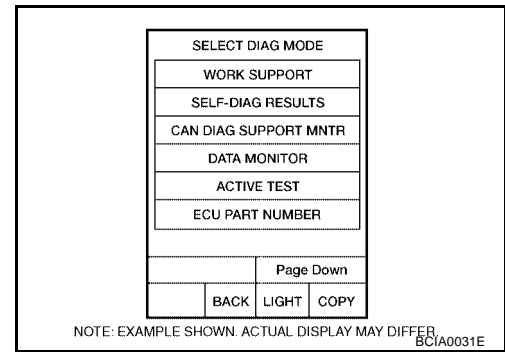 SELECT DIAG MODE
WORK SUPPORT
SELF-DIAG RESULTS
CAN DIAG SUPPORT MNTR
DATA MONITOR
ACTIVE TEST
ECU PART NUMBER
Page Down
BACK LIGHT COPY
NOTE: EXAMPLE SHOWN. ACTUAL DISPLAY MAY DIFFER.
BCIA0031E